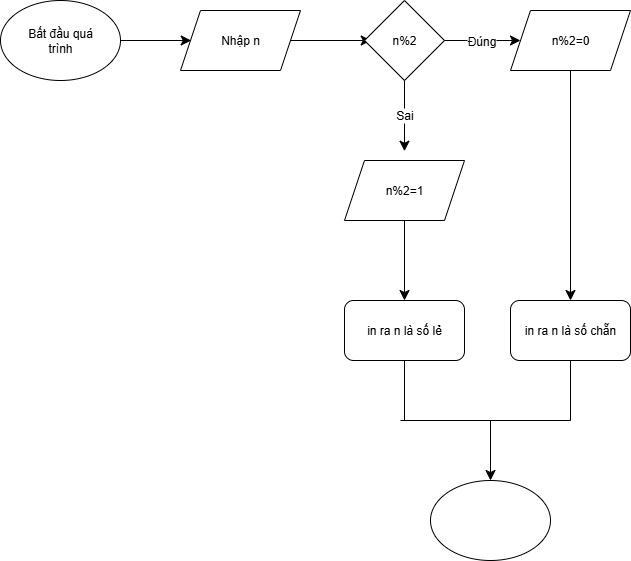 Bất đầu quá
trình
Nhập n
n%2
Đúng
n%2=0
Sai
n%2=1
in ra n là số lẻ
in ra n là số chẵn